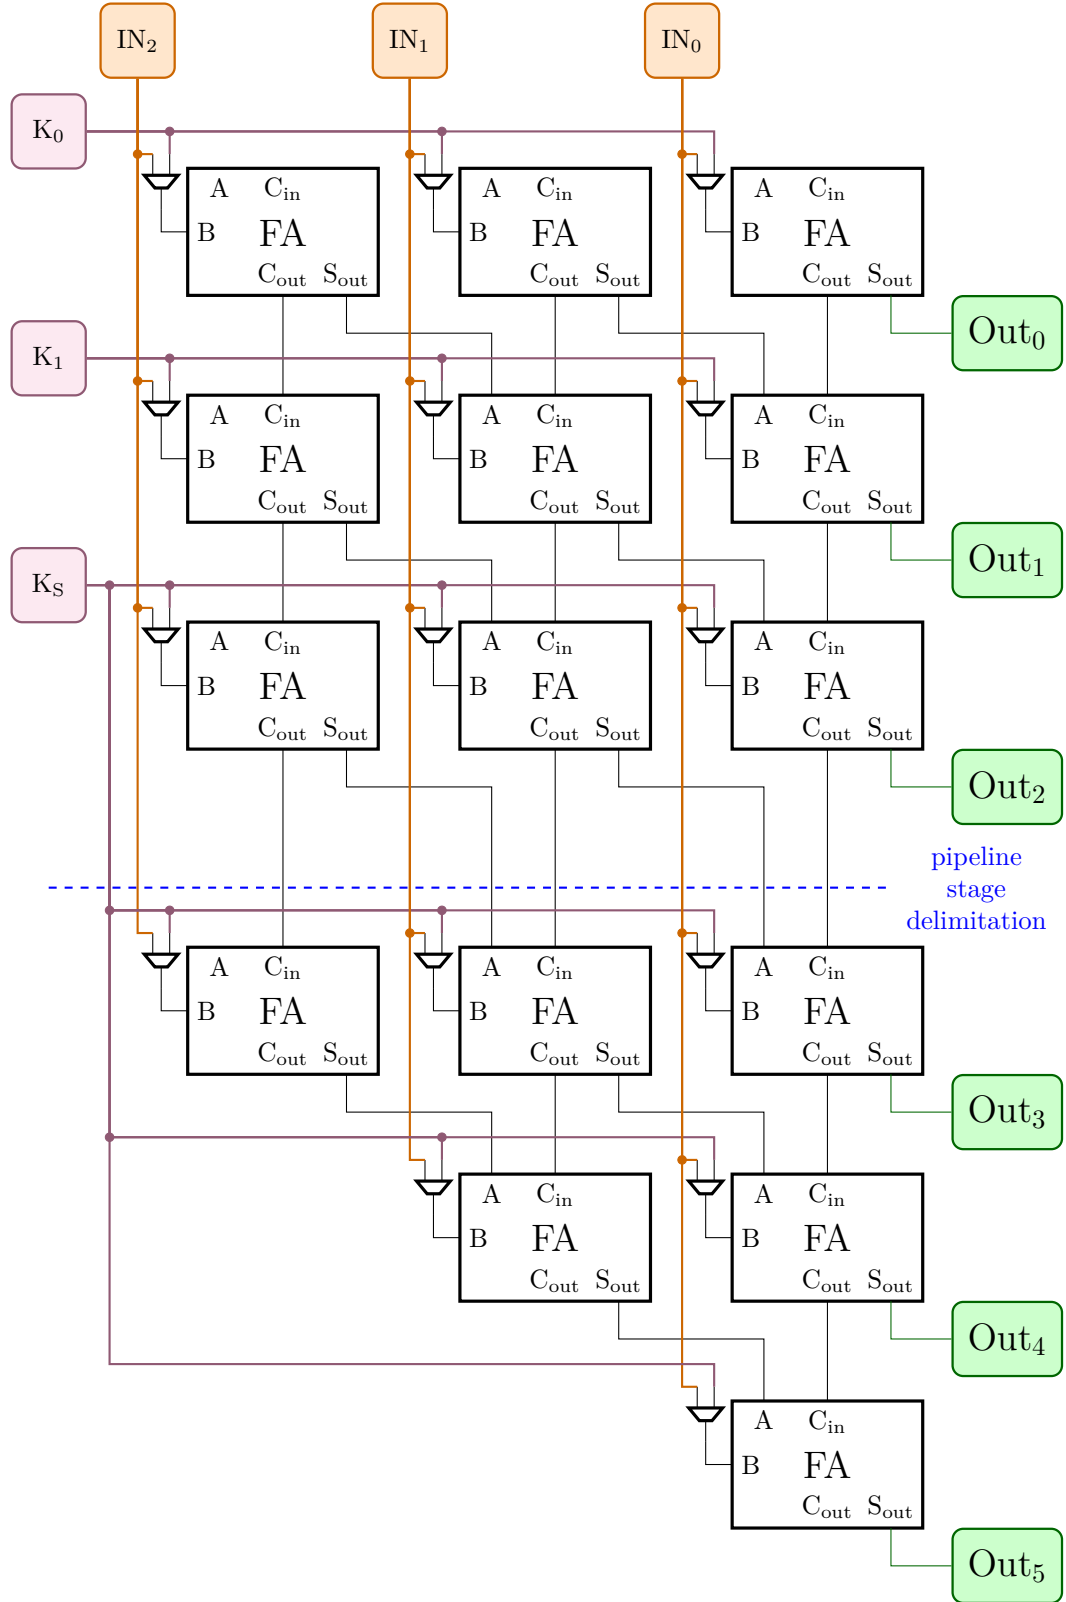 IN₂ IN₁ IN₀
K₀
A Cᵢₙ A Cᵢₙ A Cᵢₙ
B FA B FA B FA
Cₒᵤₜ Sₒᵤₜ Cₒᵤₜ Sₒᵤₜ Cₒᵤₜ Sₒᵤₜ
Out₀
K₁
A Cᵢₙ A Cᵢₙ A Cᵢₙ
B FA B FA B FA
Cₒᵤₜ Sₒᵤₜ Cₒᵤₜ Sₒᵤₜ Cₒᵤₜ Sₒᵤₜ
Out₁
K_S
A Cᵢₙ A Cᵢₙ A Cᵢₙ
B FA B FA B FA
Cₒᵤₜ Sₒᵤₜ Cₒᵤₜ Sₒᵤₜ Cₒᵤₜ Sₒᵤₜ
Out₂
pipeline
stage
delimitation
A Cᵢₙ A Cᵢₙ A Cᵢₙ
B FA B FA B FA
Cₒᵤₜ Sₒᵤₜ Cₒᵤₜ Sₒᵤₜ Cₒᵤₜ Sₒᵤₜ
Out₃
A Cᵢₙ A Cᵢₙ
B FA B FA
Cₒᵤₜ Sₒᵤₜ Cₒᵤₜ Sₒᵤₜ
Out₄
A Cᵢₙ
B FA
Cₒᵤₜ Sₒᵤₜ
Out₅